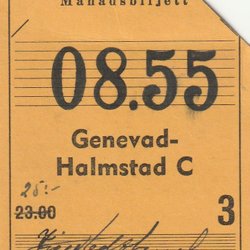 Månadsbiljett
08.55
Genevad-
Halmstad C
25:-
23.00
3